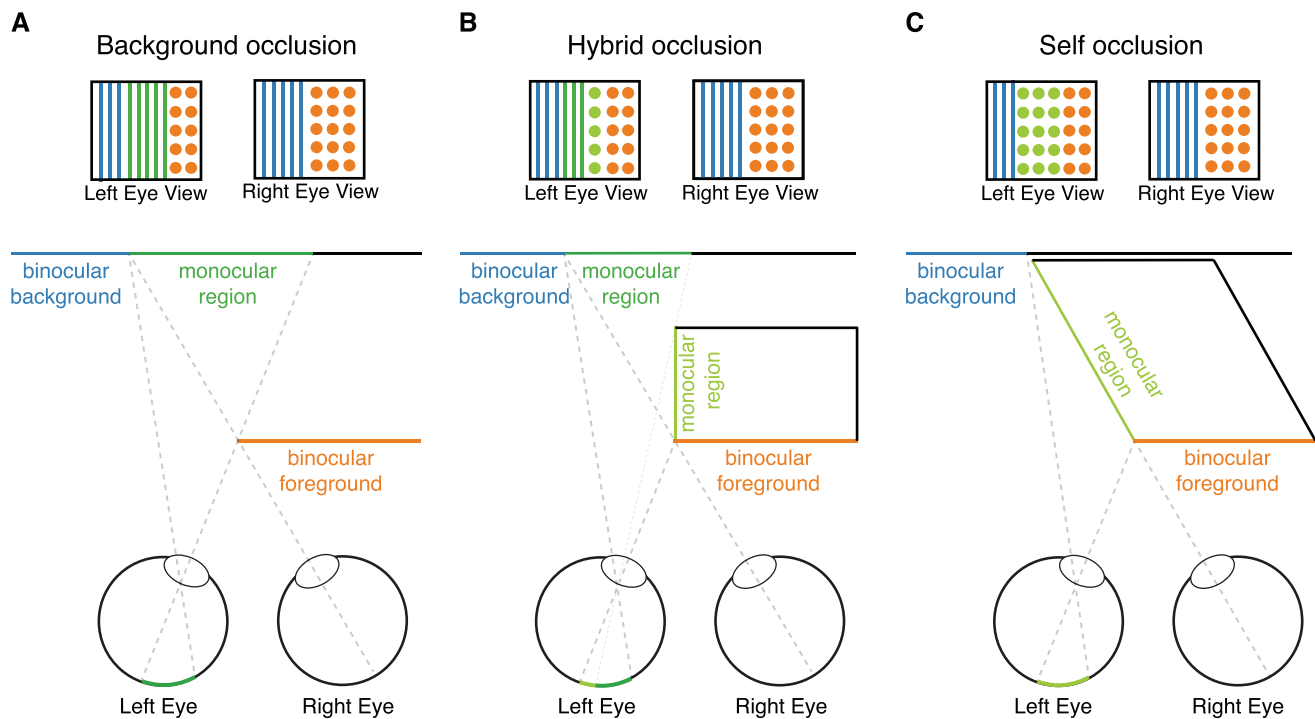 A
Background occlusion
Left Eye View
Right Eye View
binocular
background
monocular
region
binocular
foreground
Left Eye
Right Eye
B
Hybrid occlusion
Left Eye View
Right Eye View
binocular
background
monocular
region
monocular
region
binocular
foreground
Left Eye
Right Eye
C
Self occlusion
Left Eye View
Right Eye View
binocular
background
monocular
region
binocular
foreground
Left Eye
Right Eye